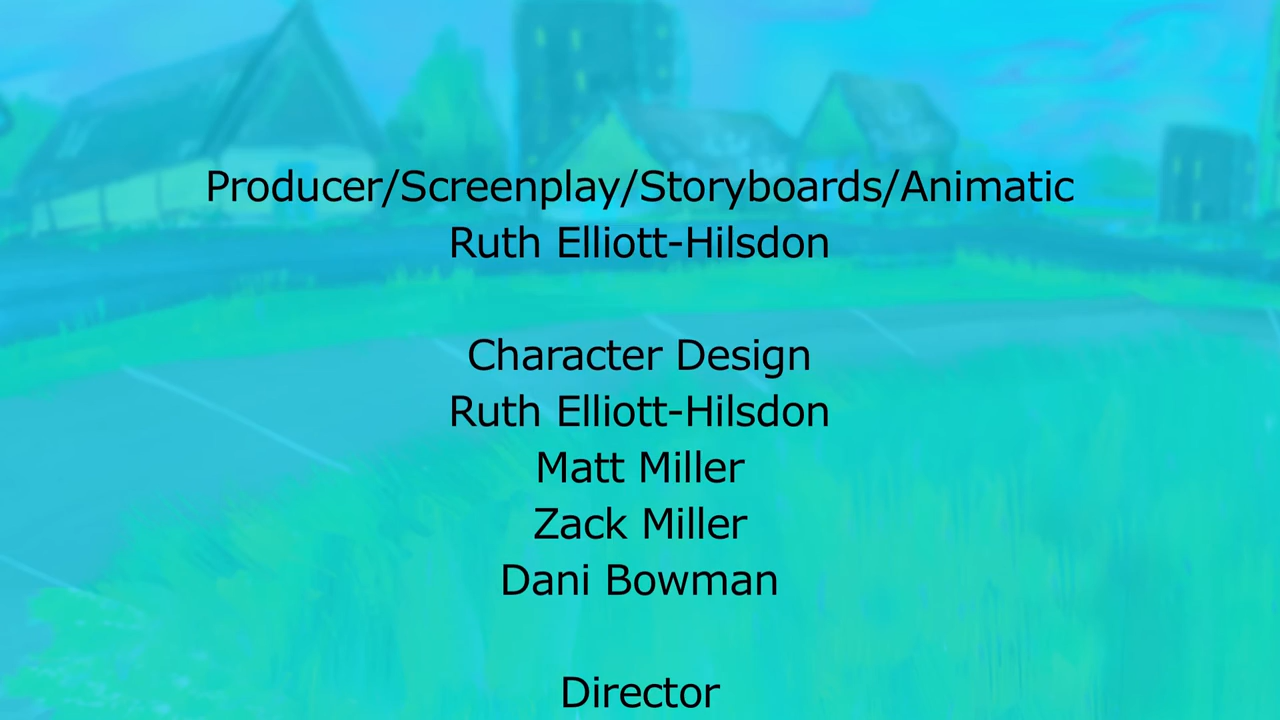 Producer/Screenplay/Storyboards/Animatic
Ruth Elliott-Hilsdon
Character Design
Ruth Elliott-Hilsdon
Matt Miller
Zack Miller
Dani Bowman
Director